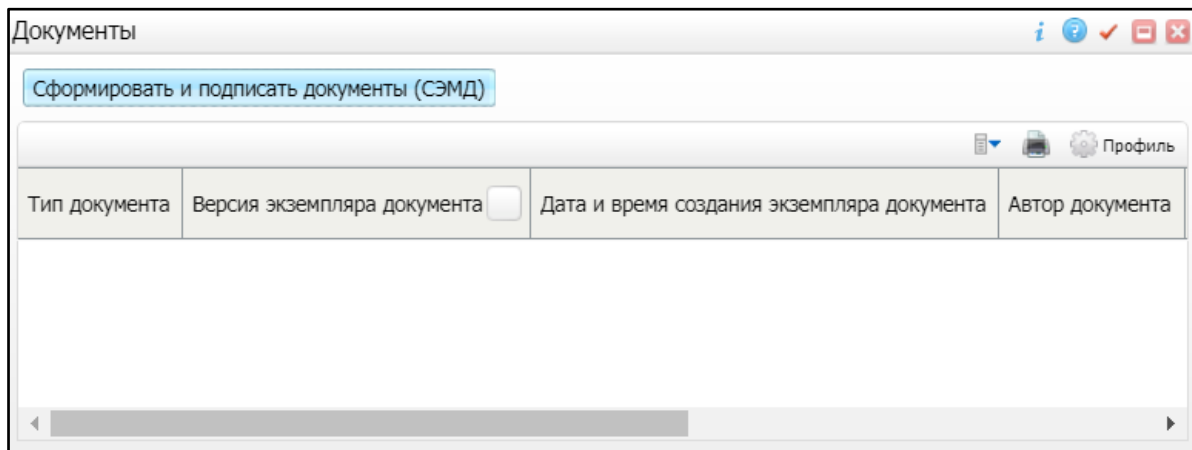 Документы
Сформировать и подписать документы (СЭМД)
Профиль
Тип документа Версия экземпляра документа Дата и время создания экземпляра документа Автор документа